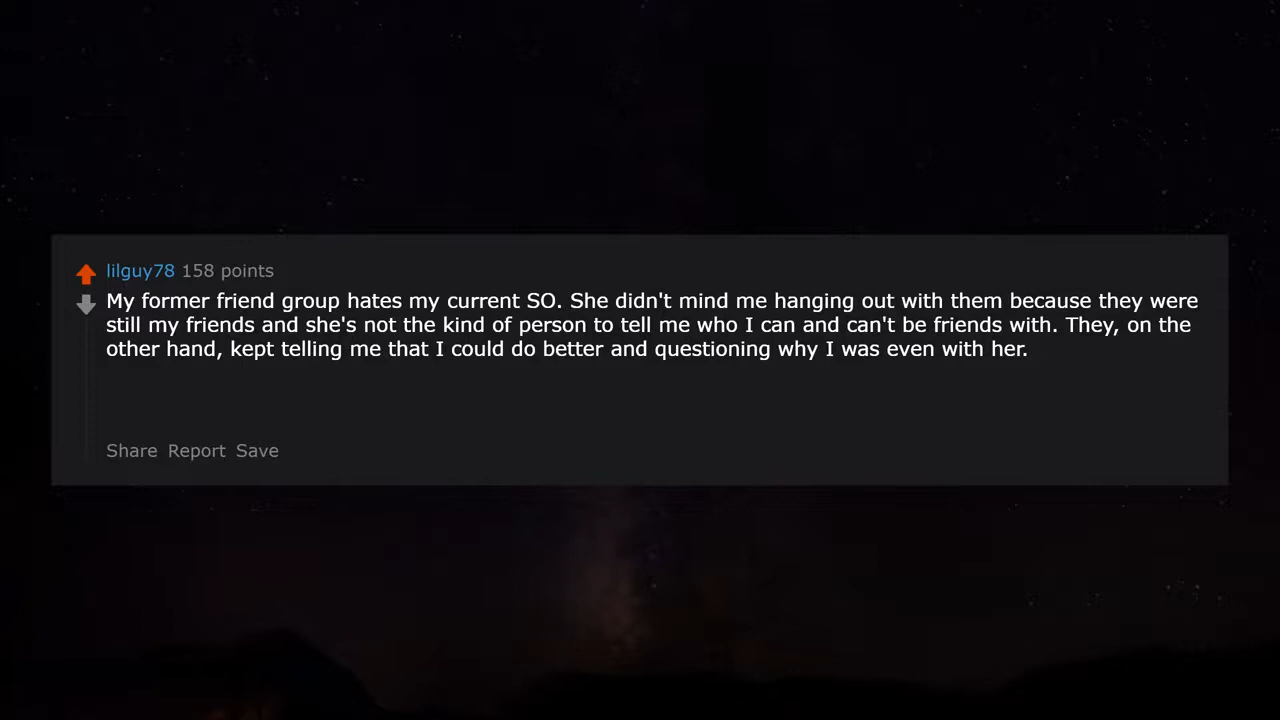 lilguy78 158 points
My former friend group hates my current SO. She didn't mind me hanging out with them because they were
still my friends and she's not the kind of person to tell me who I can and can't be friends with. They, on the
other hand, kept telling me that I could do better and questioning why I was even with her.
Share Report Save